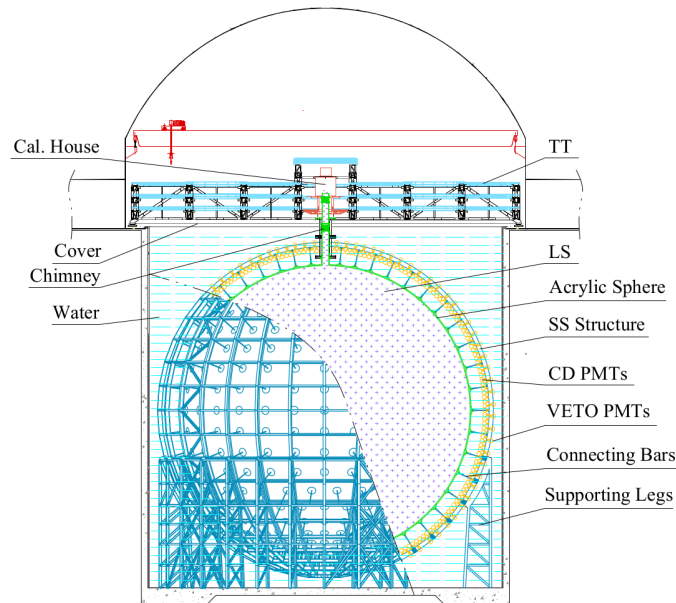 Cal. House
TT
Cover
Chimney
Water
LS
Acrylic Sphere
SS Structure
CD PMTs
VETO PMTs
Connecting Bars
Supporting Legs